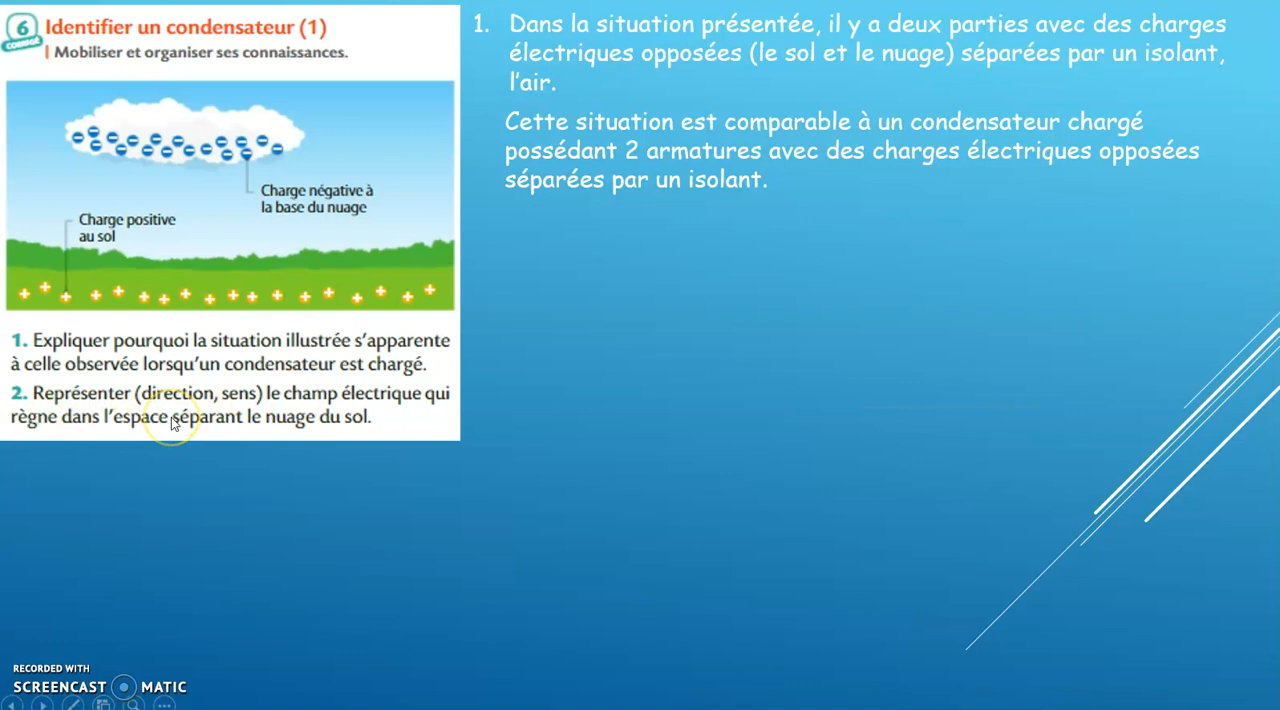 6
CORRIGÉ
Identifier un condensateur (1)
Mobiliser et organiser ses connaissances.
Charge négative à
la base du nuage
Charge positive
au sol
1. Expliquer pourquoi la situation illustrée s’apparente
à celle observée lorsqu’un condensateur est chargé.
2. Représenter (direction, sens) le champ électrique qui
règne dans l’espace séparant le nuage du sol.
1. Dans la situation présentée, il y a deux parties avec des charges
électriques opposées (le sol et le nuage) séparées par un isolant,
l’air.
Cette situation est comparable à un condensateur chargé
possédant 2 armatures avec des charges électriques opposées
séparées par un isolant.
RECORDED WITH
SCREENCAST MATIC